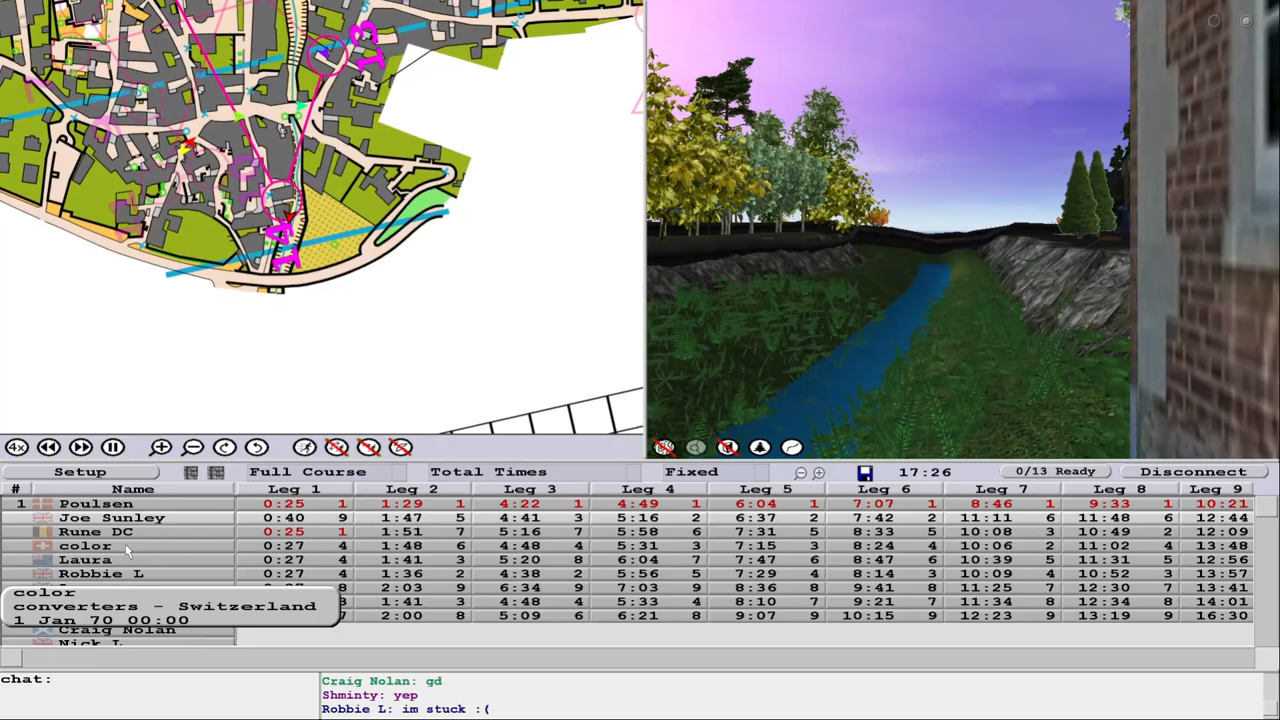 13
14
4x
Setup Full Course Total Times Fixed 17:26 0/13 Ready Disconnect
# Name Leg 1 Leg 2 Leg 3 Leg 4 Leg 5 Leg 6 Leg 7 Leg 8 Leg 9
1 Poulsen 0:25 1 1:29 1 4:22 1 4:49 1 6:04 1 7:07 1 8:46 1 9:33 1 10:21
Joe Sunley 0:40 9 1:47 5 4:41 3 5:16 2 6:37 2 7:42 2 11:11 6 11:48 6 12:44
Rune DC 0:25 1 1:51 7 5:16 7 5:58 6 7:31 5 8:33 5 10:08 3 10:49 2 12:09
color 0:27 4 1:48 6 4:48 4 5:31 3 7:15 3 8:24 4 10:06 2 11:02 4 13:48
Laura 0:27 4 1:41 3 5:20 8 6:04 7 7:47 6 8:47 6 10:39 5 11:31 5 12:56
Robbie L 0:27 4 1:36 2 4:38 2 5:56 5 7:29 4 8:14 3 10:09 4 10:52 3 13:57
2:03 9 6:34 9 7:03 9 8:36 8 9:41 8 11:25 7 12:30 7 13:41
3 1:41 3 4:48 4 5:33 4 8:10 7 9:21 7 11:34 8 12:34 8 14:01
7 2:00 8 5:09 6 6:21 8 9:07 9 10:15 9 12:23 9 13:19 9 16:30
color
converters - Switzerland
1 Jan 70 00:00
Craig Nolan
Nick L
chat:
Craig Nolan: gd
Shminty: yep
Robbie L: im stuck :(